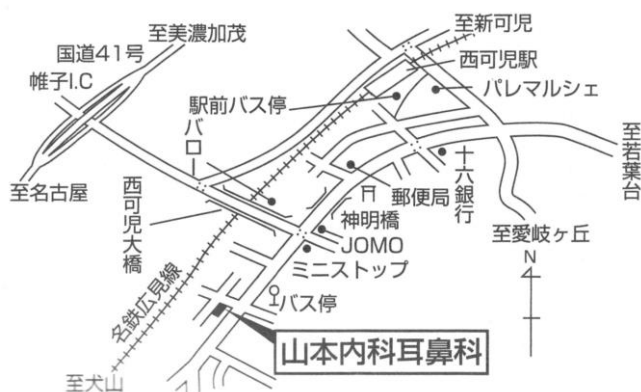 至美濃加茂
国道41号
帷子I.C
至新可児
西可児駅
パレマルシェ
駅前バス停
バロー
至名古屋
西可児大橋
至若葉台
十六銀行
郵便局
神明橋
JOMO
ミニストップ
至愛岐ヶ丘
N
バス停
名鉄広見線
山本内科耳鼻科
至犬山